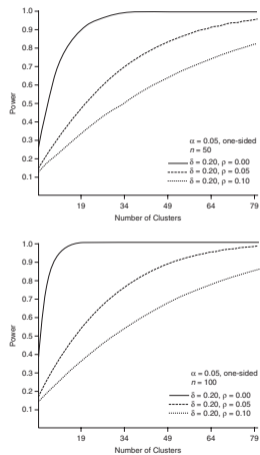 1.0
0.9
0.8
0.7
0.6
0.5
0.4
0.3
0.2
0.1
Power
α = 0.05, one-sided
n = 50
δ = 0.20, ρ = 0.00
δ = 0.20, ρ = 0.05
δ = 0.20, ρ = 0.10
19 34 49 64 79
Number of Clusters
1.0
0.9
0.8
0.7
0.6
0.5
0.4
0.3
0.2
0.1
Power
α = 0.05, one-sided
n = 100
δ = 0.20, ρ = 0.00
δ = 0.20, ρ = 0.05
δ = 0.20, ρ = 0.10
19 34 49 64 79
Number of Clusters